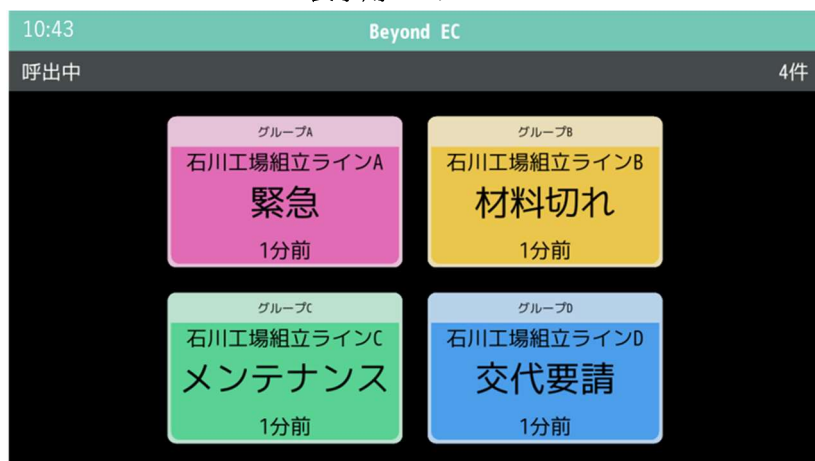 10:43
Beyond EC
呼出中
4件
グループA
石川工場組立ラインA
緊急
1分前
グループB
石川工場組立ラインB
材料切れ
1分前
グループC
石川工場組立ラインC
メンテナンス
1分前
グループD
石川工場組立ラインD
交代要請
1分前